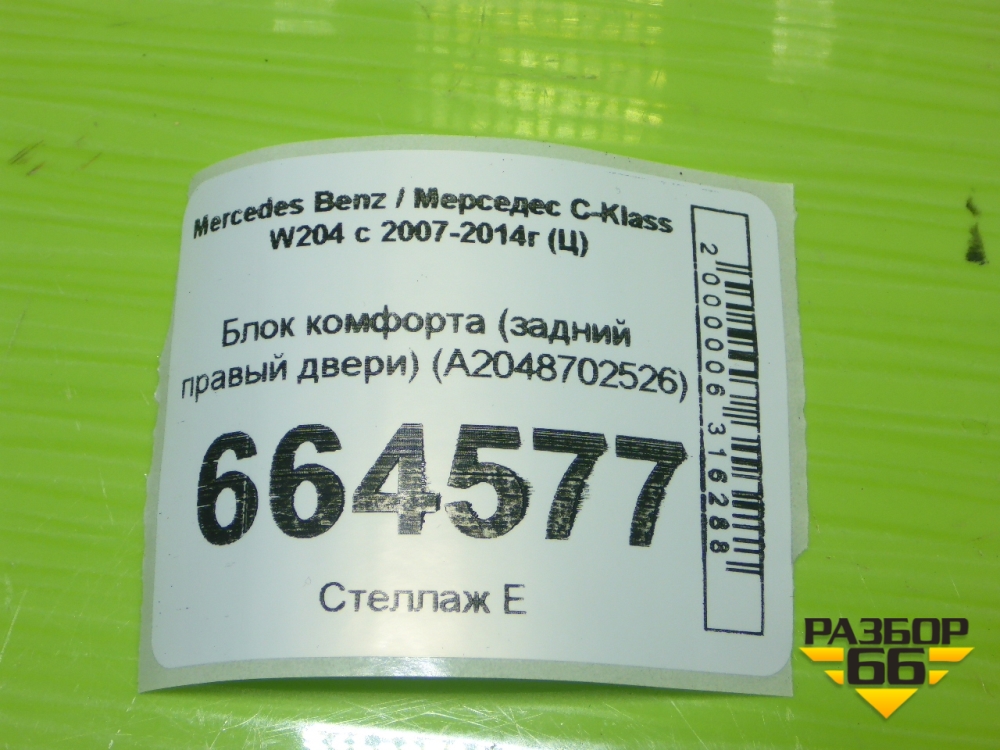 Mercedes Benz / Мерседес C-Klass
W204 с 2007-2014г (Ц)
Блок комфорта (задний
правый двери) (A2048702526)
664577
Стеллаж Е
2000006316288
РАЗБОР
66